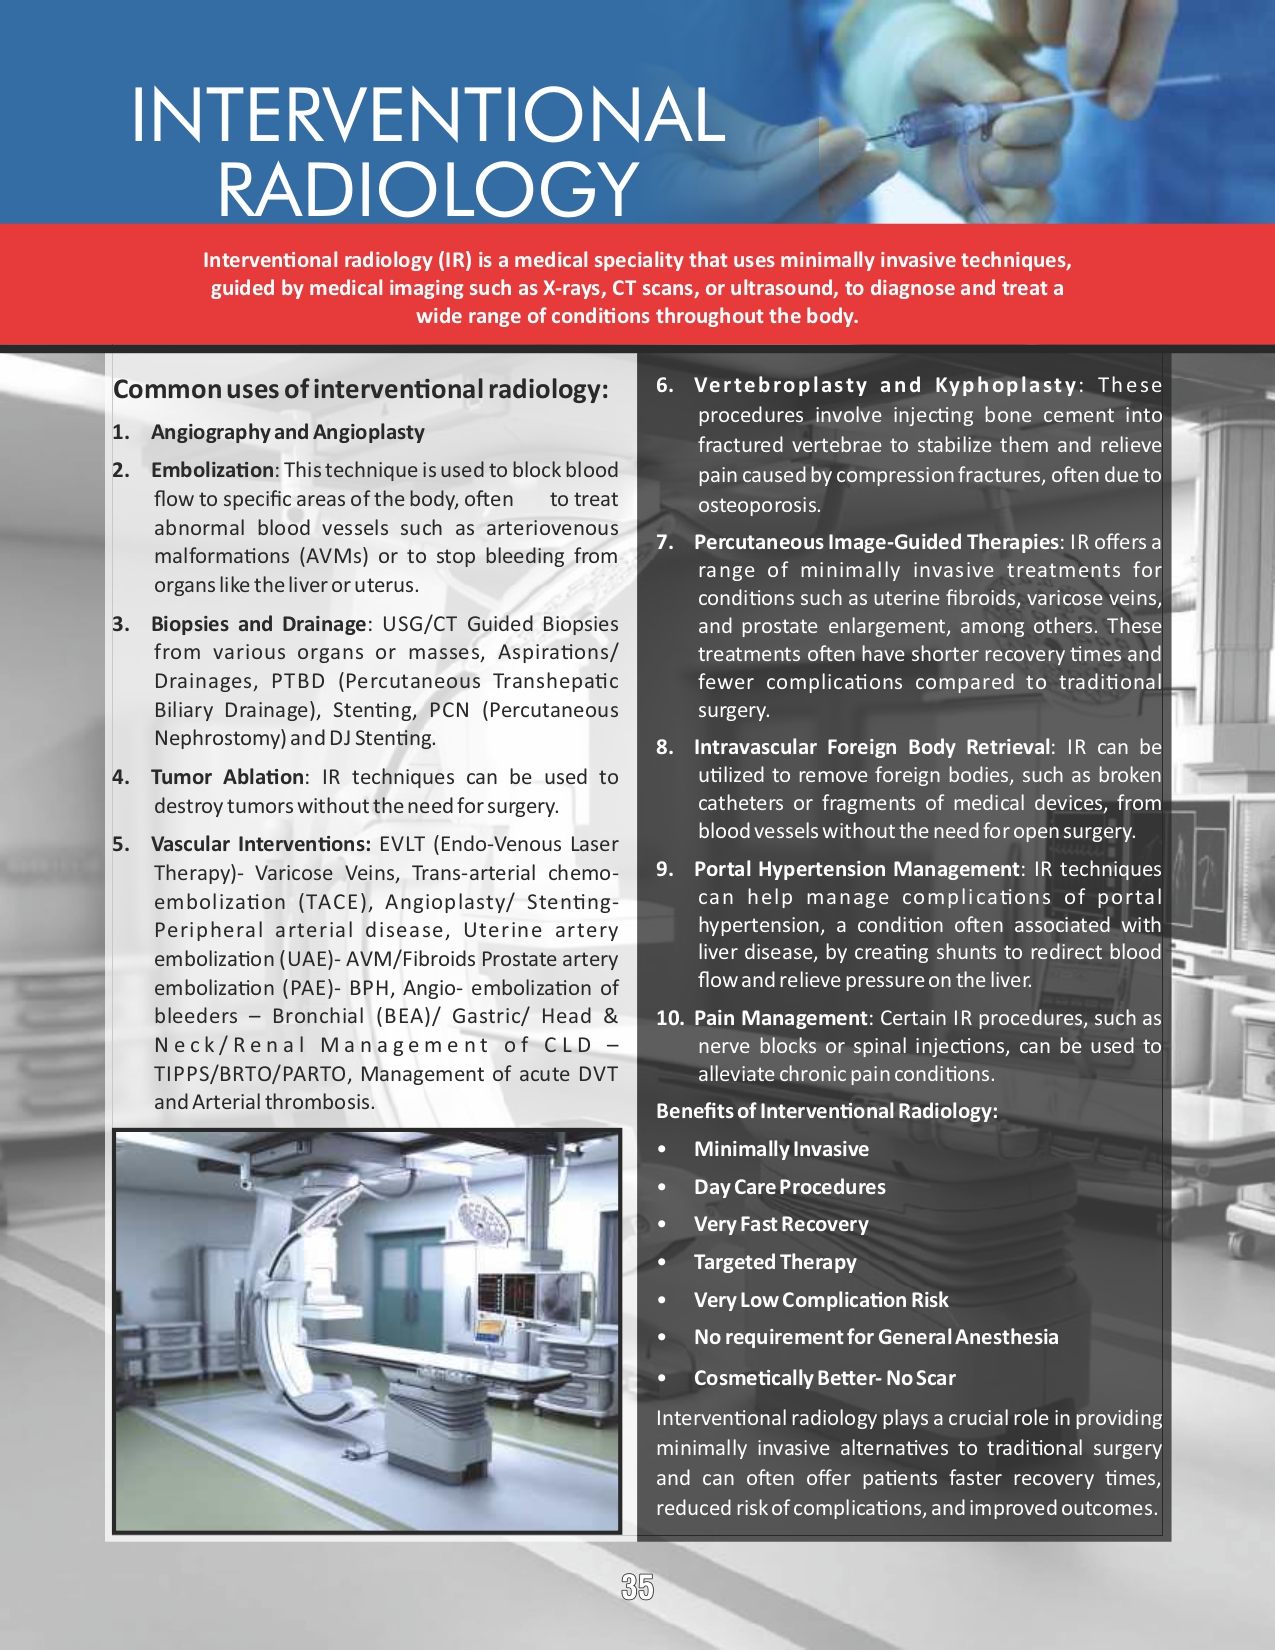 INTERVENTIONAL
RADIOLOGY
Interventional radiology (IR) is a medical speciality that uses minimally invasive techniques,
guided by medical imaging such as X-rays, CT scans, or ultrasound, to diagnose and treat a
wide range of conditions throughout the body.
Common uses of interventional radiology:
1. Angiography and Angioplasty
2. Embolization: This technique is used to block blood
flow to specific areas of the body, often to treat
abnormal blood vessels such as arteriovenous
malformations (AVMs) or to stop bleeding from
organs like the liver or uterus.
3. Biopsies and Drainage: USG/CT Guided Biopsies
from various organs or masses, Aspirations/
Drainages, PTBD (Percutaneous Transhepatic
Biliary Drainage), Stenting, PCN (Percutaneous
Nephrostomy) and DJ Stenting.
4. Tumor Ablation: IR techniques can be used to
destroy tumors without the need for surgery.
5. Vascular Interventions: EVLT (Endo-Venous Laser
Therapy)- Varicose Veins, Trans-arterial chemo-
embolization (TACE), Angioplasty/ Stenting-
Peripheral arterial disease, Uterine artery
embolization (UAE)- AVM/Fibroids Prostate artery
embolization (PAE)- BPH, Angio- embolization of
bleeders – Bronchial (BEA)/ Gastric/ Head &
Neck/Renal Management of CLD –
TIPPS/BRTO/PARTO, Management of acute DVT
and Arterial thrombosis.
6. Vertebroplasty and Kyphoplasty: These
procedures involve injecting bone cement into
fractured vertebrae to stabilize them and relieve
pain caused by compression fractures, often due to
osteoporosis.
7. Percutaneous Image-Guided Therapies: IR offers a
range of minimally invasive treatments for
conditions such as uterine fibroids, varicose veins,
and prostate enlargement, among others. These
treatments often have shorter recovery times and
fewer complications compared to traditional
surgery.
8. Intravascular Foreign Body Retrieval: IR can be
utilized to remove foreign bodies, such as broken
catheters or fragments of medical devices, from
blood vessels without the need for open surgery.
9. Portal Hypertension Management: IR techniques
can help manage complications of portal
hypertension, a condition often associated with
liver disease, by creating shunts to redirect blood
flow and relieve pressure on the liver.
10. Pain Management: Certain IR procedures, such as
nerve blocks or spinal injections, can be used to
alleviate chronic pain conditions.
Benefits of Interventional Radiology:
• Minimally Invasive
• Day Care Procedures
• Very Fast Recovery
• Targeted Therapy
• Very Low Complication Risk
• No requirement for General Anesthesia
• Cosmetically Better- No Scar
Interventional radiology plays a crucial role in providing
minimally invasive alternatives to traditional surgery
and can often offer patients faster recovery times,
reduced risk of complications, and improved outcomes.
35